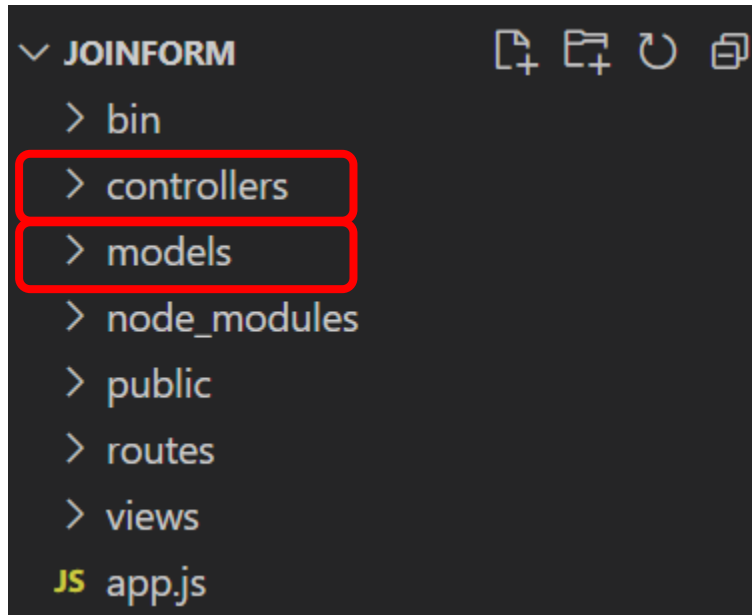 JOINFORM
bin
controllers
models
node_modules
public
routes
views
JS app.js